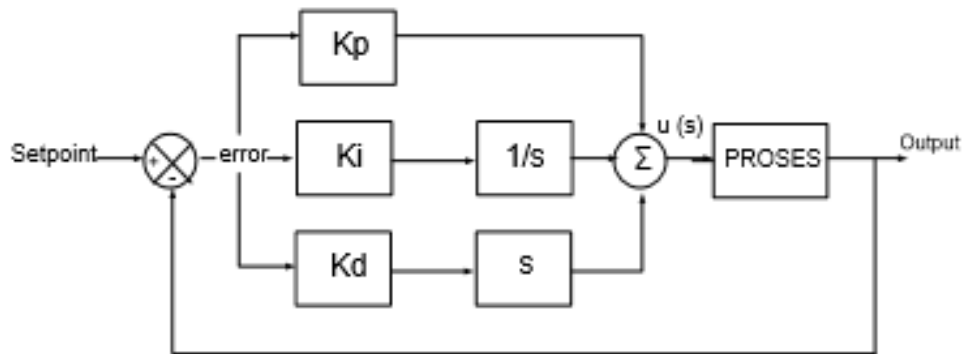 Kp
u (s)
Setpoint
+
-
error
Ki
1/s
Σ
PROSES
Output
Kd
s